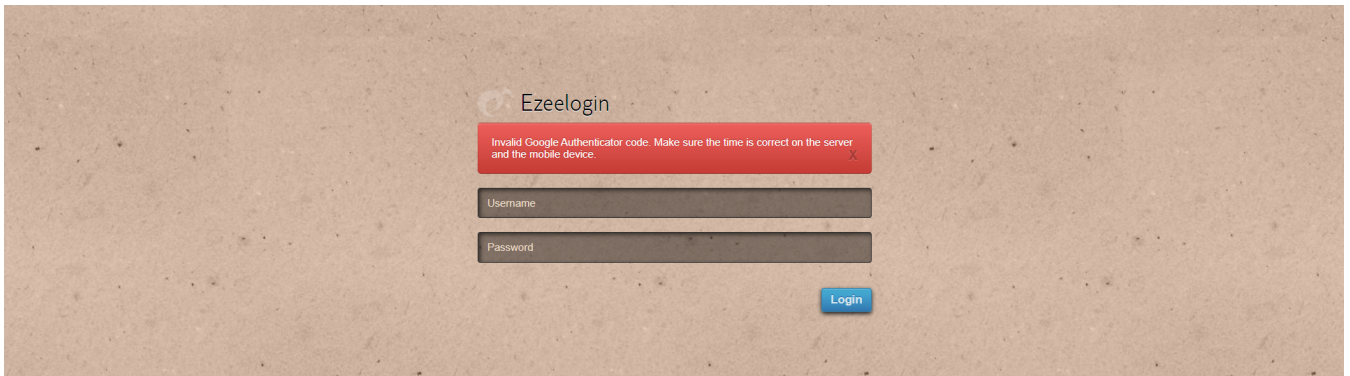 Ezeelogin
Invalid Google Authenticator code. Make sure the time is correct on the server
and the mobile device.
X
Username
Password
Login